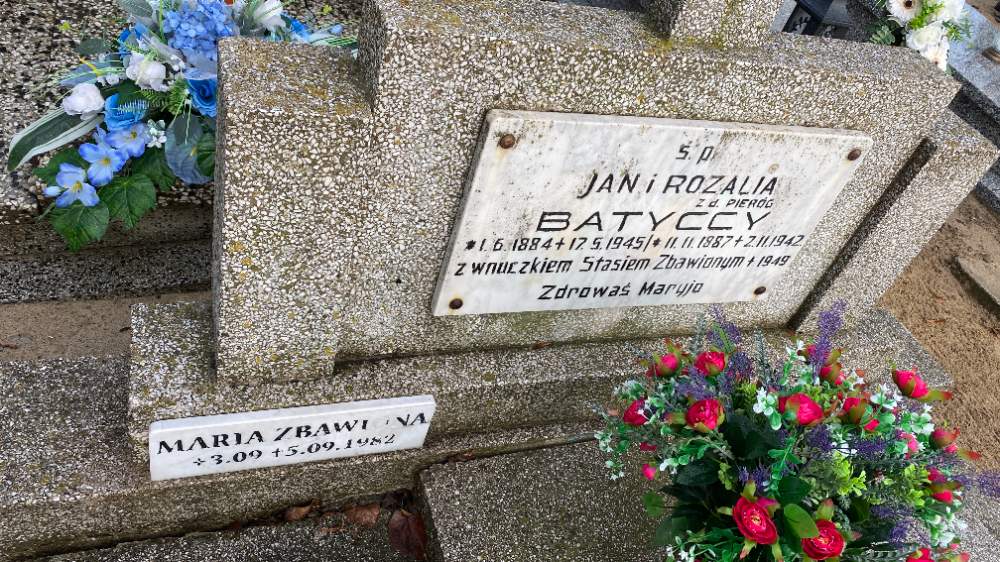 Ś. p.
JAN i ROZALIA
z d. PIERÓG
BATYCCY
* 1. 6. 1884 + 17. 5. 1945 / * 11. 11. 1887 + 2. 11. 1942
z wnuczkiem Stasiem Zbawionym + 1949
Zdrowaś Maryjo
MARIA
+3.09 +5.09.1982